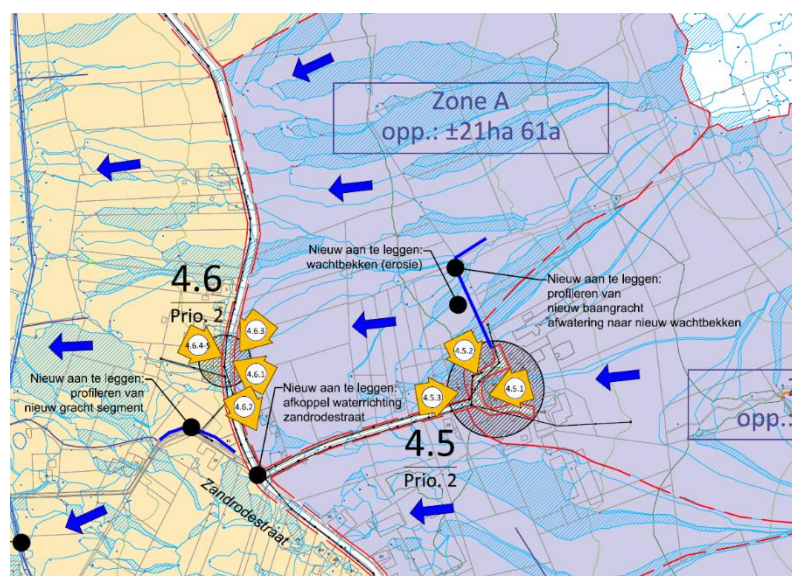 Zone A
opp.: ±21ha 61a
Nieuw aan te leggen:
wachtbekken (erosie)
Nieuw aan te leggen:
profileren van
nieuw baangracht
afwatering naar nieuw wachtbekken
4.6
Prio. 2
4.6.4-5
4.6.3
4.6.1
4.6.2
Nieuw aan te leggen:
profileren van
nieuw gracht segment
Nieuw aan te leggen:
afkoppel waterrichting
zandrodestraat
4.5.2
4.5.1
4.5.3
4.5
Prio. 2
opp.:
Zandrodestraat